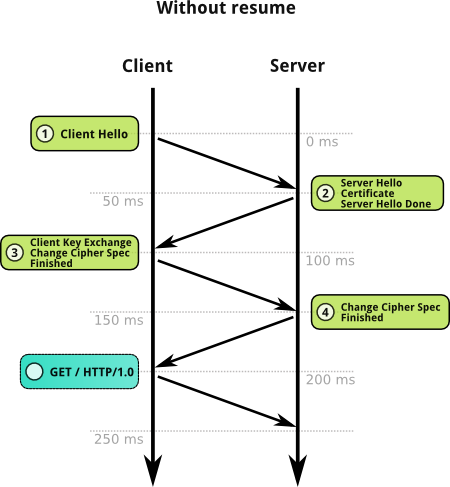 Without resume
Client
Server
1 Client Hello
0 ms
50 ms
2 Server Hello
Certificate
Server Hello Done
3 Client Key Exchange
Change Cipher Spec
Finished
100 ms
150 ms
4 Change Cipher Spec
Finished
GET / HTTP/1.0
200 ms
250 ms